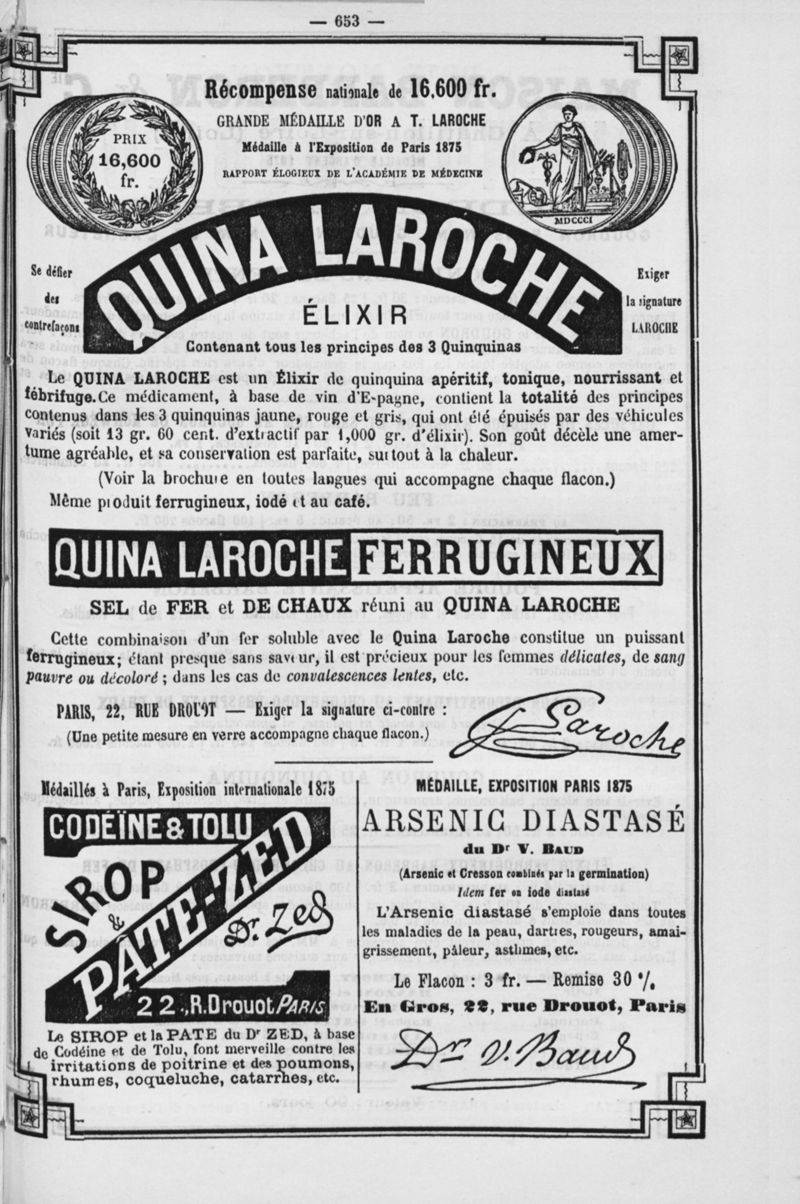 — 653 —
Récompense nationale de 16,600 fr.
GRANDE MÉDAILLE D'OR A T. LAROCHE
Médaille à l'Exposition de Paris 1875
RAPPORT ÉLOGIEUX DE L'ACADÉMIE DE MÉDECINE
PRIX
16,600
fr.
MDCCCI
QUINA LAROCHE
ÉLIXIR
Contenant tous les principes des 3 Quinquinas
Se défier
des
contrefaçons
Exiger
la signature
LAROCHE
Le QUINA LAROCHE est un Élixir de quinquina apéritif, tonique, nourrissant et
fébrifuge. Ce médicament, à base de vin d'Espagne, contient la totalité des principes
contenus dans les 3 quinquinas jaune, rouge et gris, qui ont été épuisés par des véhicules
variés (soit 13 gr. 60 cent. d'extractif par 1,000 gr. d'élixir). Son goût décèle une amer-
tume agréable, et sa conservation est parfaite, surtout à la chaleur.
(Voir la brochure en toutes langues qui accompagne chaque flacon.)
Même produit ferrugineux, iodé et au café.
QUINA LAROCHE FERRUGINEUX
SEL de FER et DE CHAUX réuni au QUINA LAROCHE
Cette combinaison d'un fer soluble avec le Quina Laroche constitue un puissant
ferrugineux; étant presque sans saveur, il est précieux pour les femmes délicates, de sang
pauvre ou décoloré; dans les cas de convalescences lentes, etc.
PARIS, 22, RUE DROUOT — Exiger la signature ci-contre :
(Une petite mesure en verre accompagne chaque flacon.)
Laroche
Médaillés à Paris, Exposition internationale 1875
CODÉÏNE & TOLU
SIROP
&
PATE-ZED
Dr. Zed
22., R. Drouot PARIS
Le SIROP et la PATE du Dr ZED, à base
de Codéine et de Tolu, font merveille contre les
irritations de poitrine et des poumons,
rhumes, coqueluche, catarrhes, etc.
MÉDAILLE, EXPOSITION PARIS 1875
ARSENIC DIASTASÉ
du Dr V. BAUD
(Arsenic et Cresson combinés par la germination)
Idem fer ou iode diastasé
L'Arsenic diastasé s'emploie dans toutes
les maladies de la peau, dartres, rougeurs, amai-
grissement, pâleur, asthmes, etc.
Le Flacon : 3 fr. — Remise 30 %
En Gros, 22, rue Drouot, Paris
Dr V. Baud